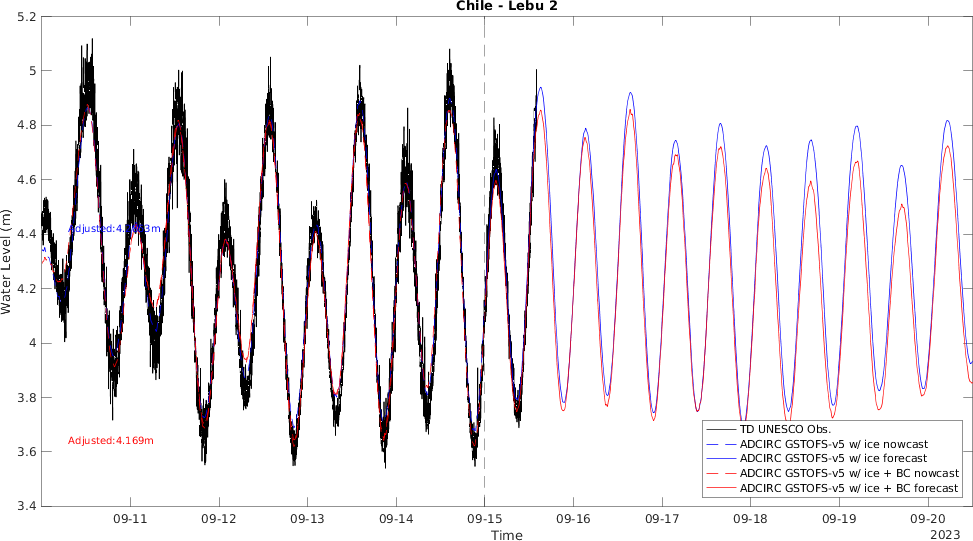 Chile - Lebu 2
5.2
5
4.8
4.6
4.4
4.2
4
3.8
3.6
3.4
Water Level (m)
Adjusted:4.169m
TD UNESCO Obs.
ADCIRC GSTOFS-v5 w/ ice nowcast
ADCIRC GSTOFS-v5 w/ ice forecast
ADCIRC GSTOFS-v5 w/ ice + BC nowcast
ADCIRC GSTOFS-v5 w/ ice + BC forecast
09-11
09-12
09-13
09-14
09-15
09-16
09-17
09-18
09-19
09-20
Time
2023